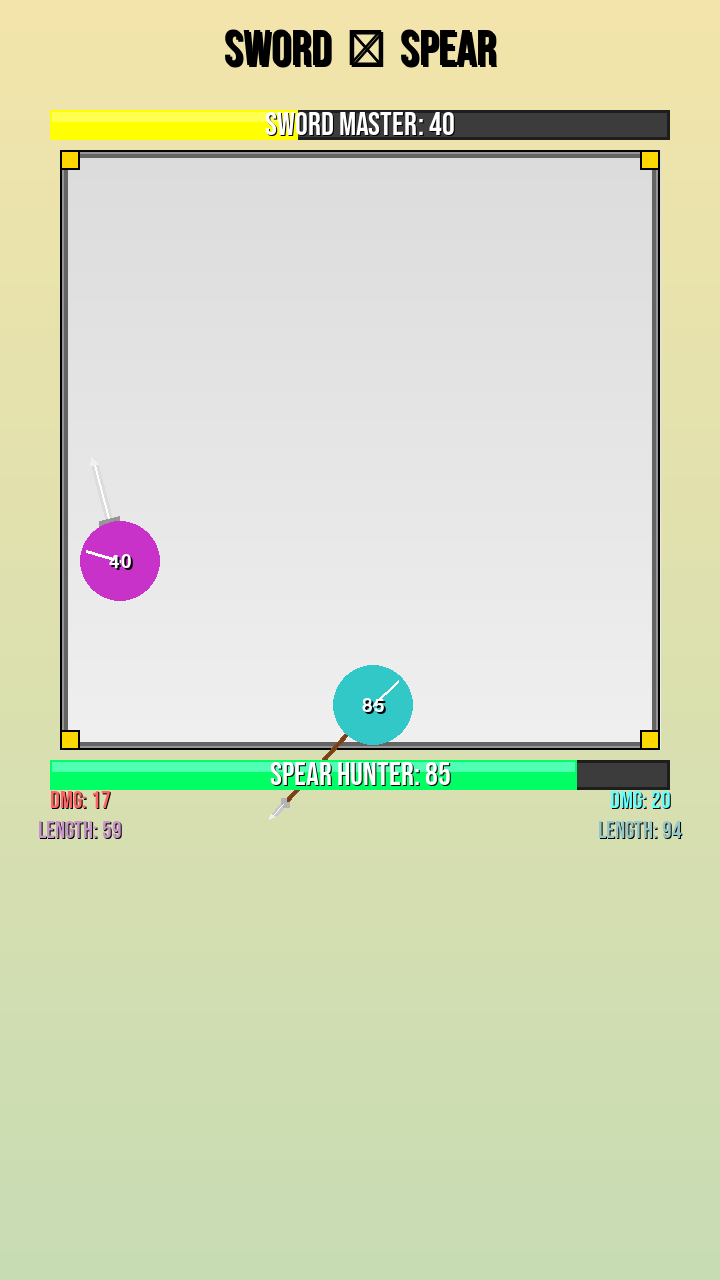 SWORD ☒ SPEAR
SWORD MASTER: 40
40
85
SPEAR HUNTER: 85
DMG: 17
DMG: 20
LENGTH: 59
LENGTH: 94